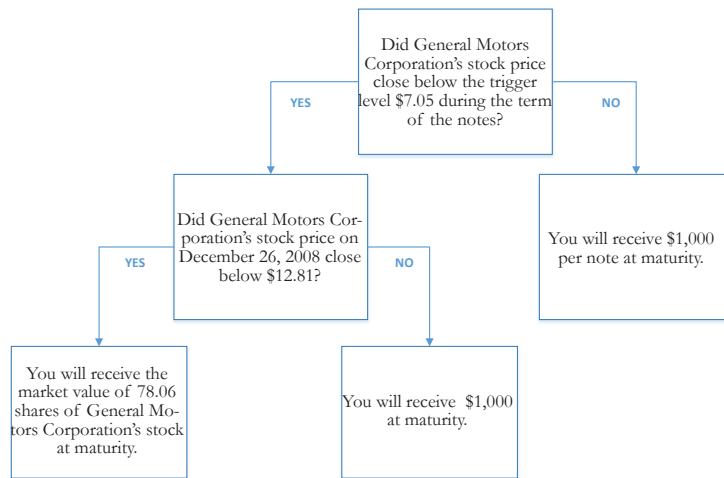 Did General Motors
Corporation's stock price
close below the trigger
level $7.05 during the term
of the notes?
YES
NO
Did General Motors Cor-
poration's stock price on
December 26, 2008 close
below $12.81?
You will receive $1,000
per note at maturity.
YES
NO
You will receive the
market value of 78.06
shares of General Mo-
tors Corporation's stock
at maturity.
You will receive $1,000
at maturity.